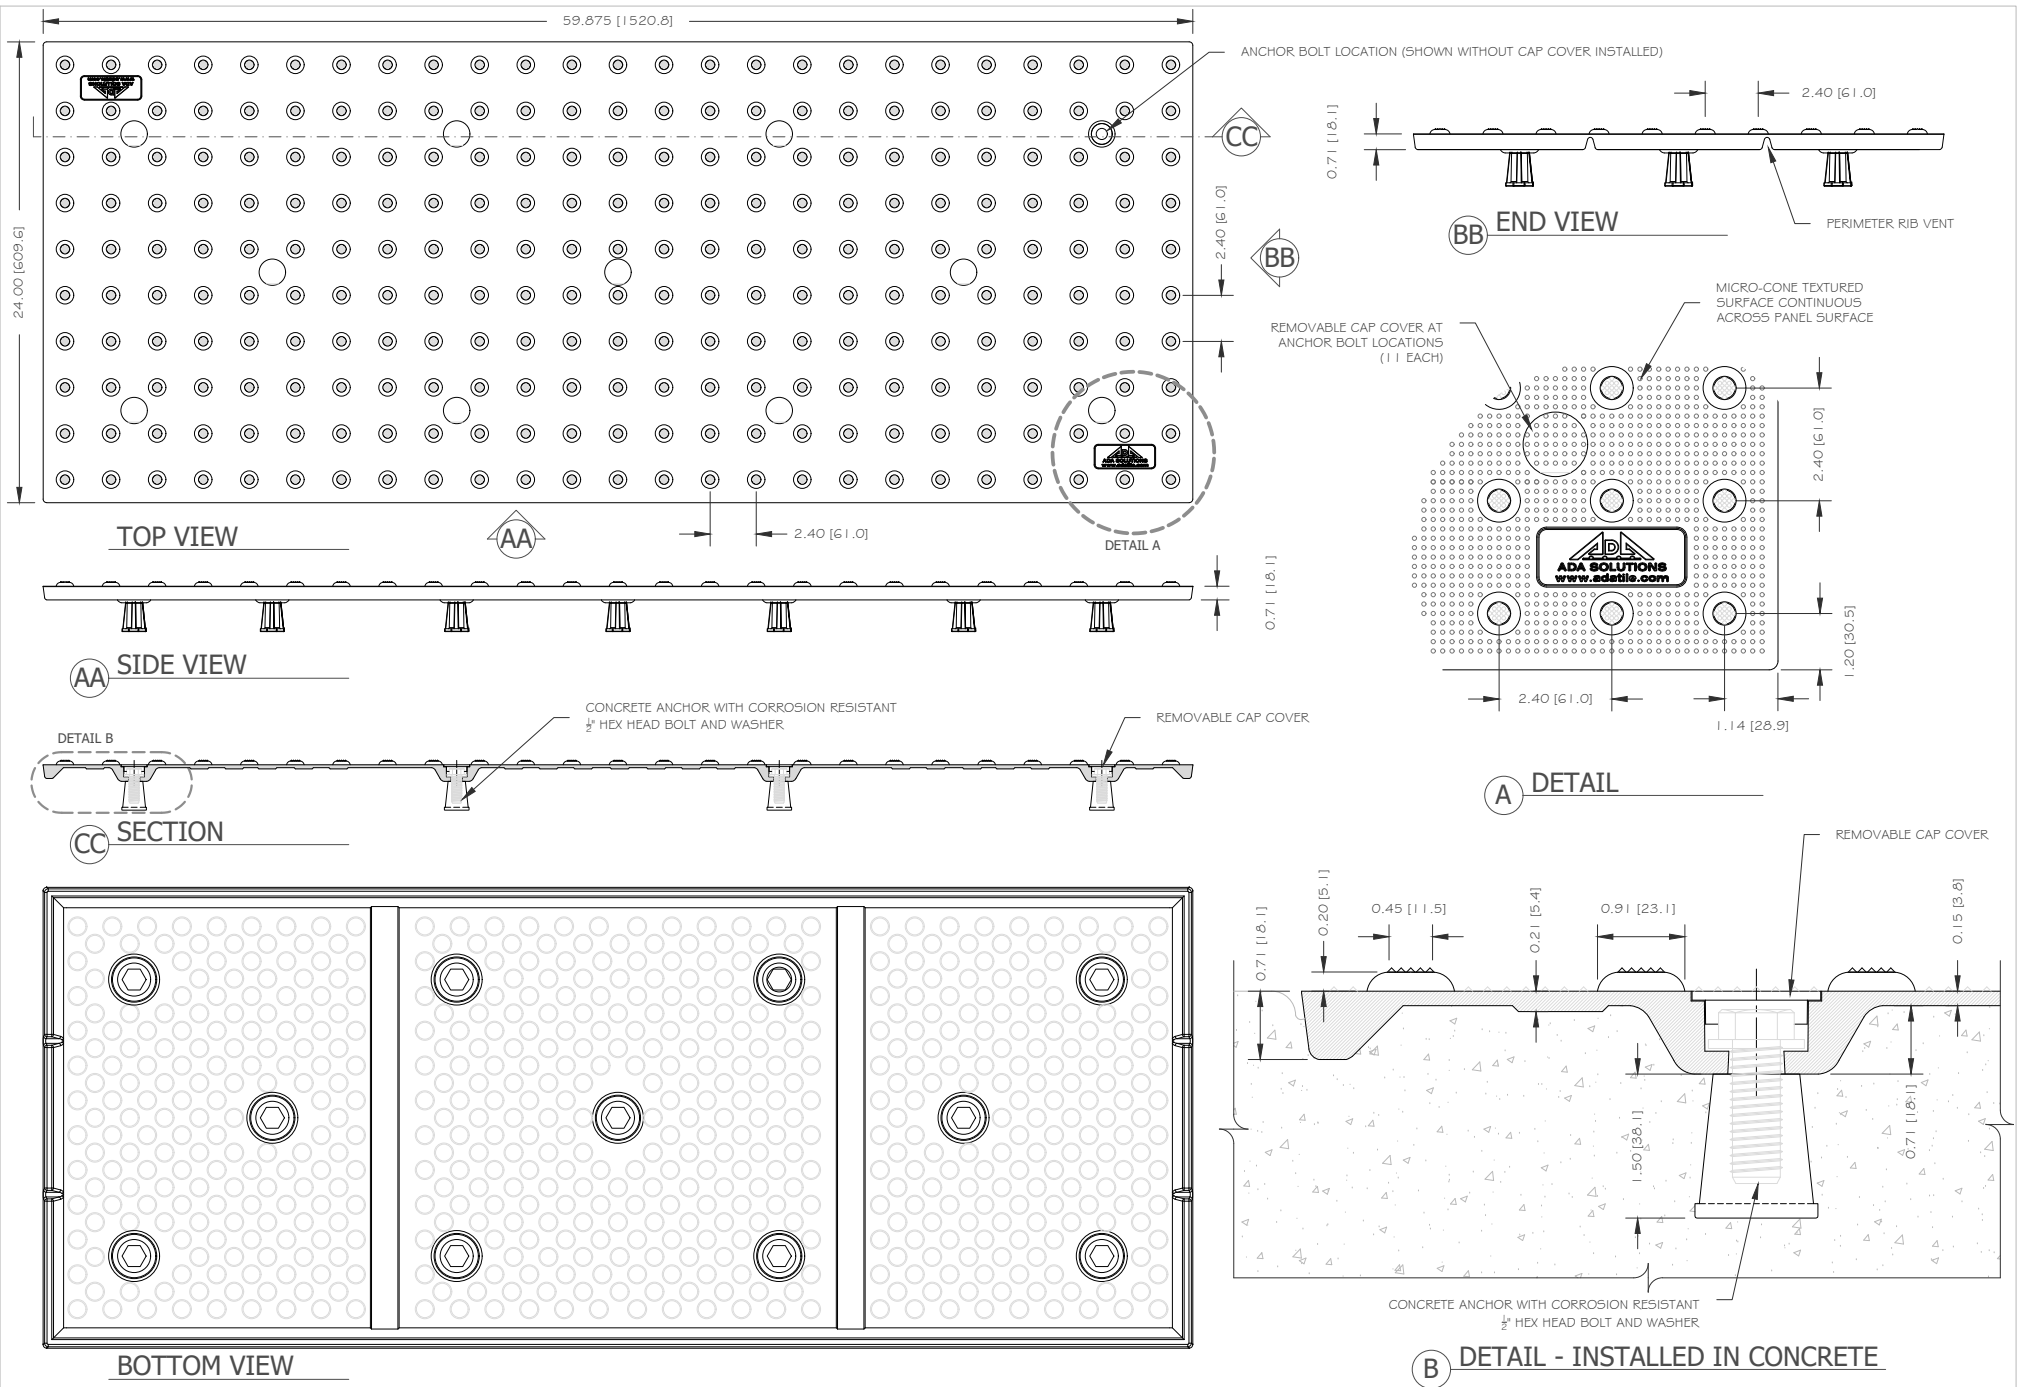 59.875 [1520.8]
ANCHOR BOLT LOCATION (SHOWN WITHOUT CAP COVER INSTALLED)
24.00 [609.6]
CC
BB
2.40 [61.0]
2.40 [61.0]
ADA SOLUTIONS
www.adatile.com
DETAIL A
TOP VIEW
AA
0.71 [18.1]
2.40 [61.0]
BB
END VIEW
PERIMETER RIB VENT
MICRO-CONE TEXTURED
SURFACE CONTINUOUS
ACROSS PANEL SURFACE
REMOVABLE CAP COVER AT
ANCHOR BOLT LOCATIONS
(11 EACH)
2.40 [61.0]
ADA
ADA SOLUTIONS
www.adatile.com
1.20 [30.5]
2.40 [61.0]
1.14 [28.9]
A
DETAIL
0.71 [18.1]
AA
SIDE VIEW
CONCRETE ANCHOR WITH CORROSION RESISTANT
½" HEX HEAD BOLT AND WASHER
REMOVABLE CAP COVER
DETAIL B
CC
SECTION
BOTTOM VIEW
REMOVABLE CAP COVER
0.71 [18.1]
0.20 [5.1]
0.45 [11.5]
0.21 [5.4]
0.91 [23.1]
0.15 [3.8]
1.50 [38.1]
0.71 [18.1]
CONCRETE ANCHOR WITH CORROSION RESISTANT
½" HEX HEAD BOLT AND WASHER
B
DETAIL - INSTALLED IN CONCRETE